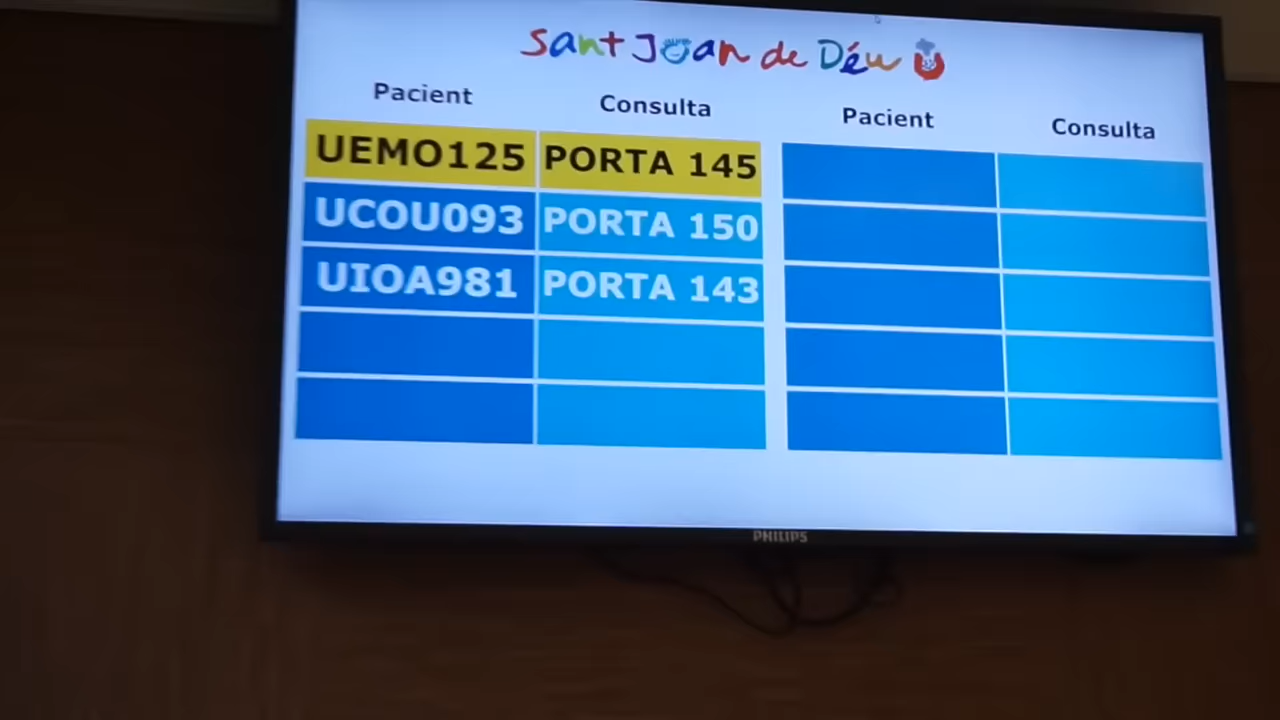 Sant Joan de Déu
Pacient Consulta Pacient Consulta
UEMO125 PORTA 145
UCOU093 PORTA 150
UIOA981 PORTA 143
PHILIPS